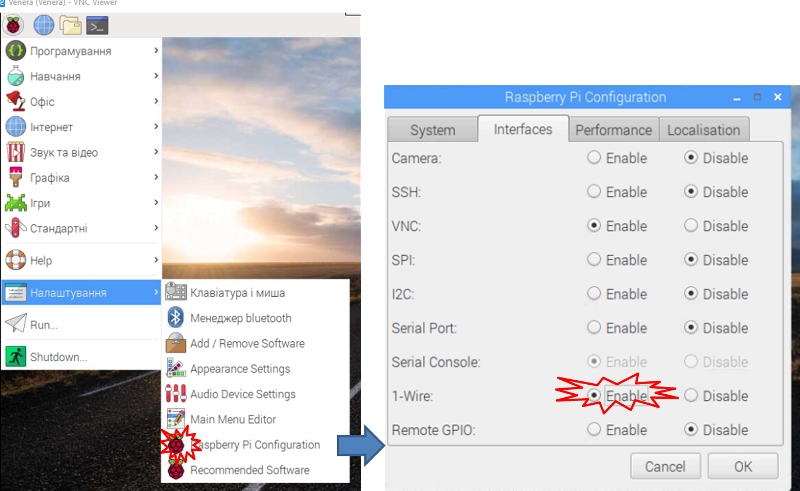 Venera (Venera) - VNC Viewer
Програмування
Навчання
Офіс
Інтернет
Звук та відео
Графіка
Ігри
Стандартні
Help
Налаштування
Run...
Shutdown...
Клавіатура і миша
Менеджер bluetooth
Add / Remove Software
Appearance Settings
Audio Device Settings
Main Menu Editor
aspberry Pi Configuration
Recommended Software
Raspberry Pi Configuration
System Interfaces Performance Localisation
Camera: Enable Disable
SSH: Enable Disable
VNC: Enable Disable
SPI: Enable Disable
I2C: Enable Disable
Serial Port: Enable Disable
Serial Console: Enable Disable
1-Wire: Enable Disable
Remote GPIO: Enable Disable
Cancel OK